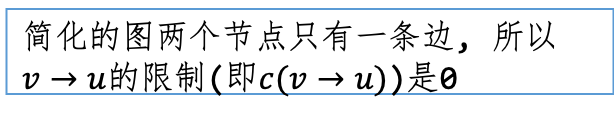 简化的图两个节点只有一条边, 所以
v → u的限制(即c(v → u))是0